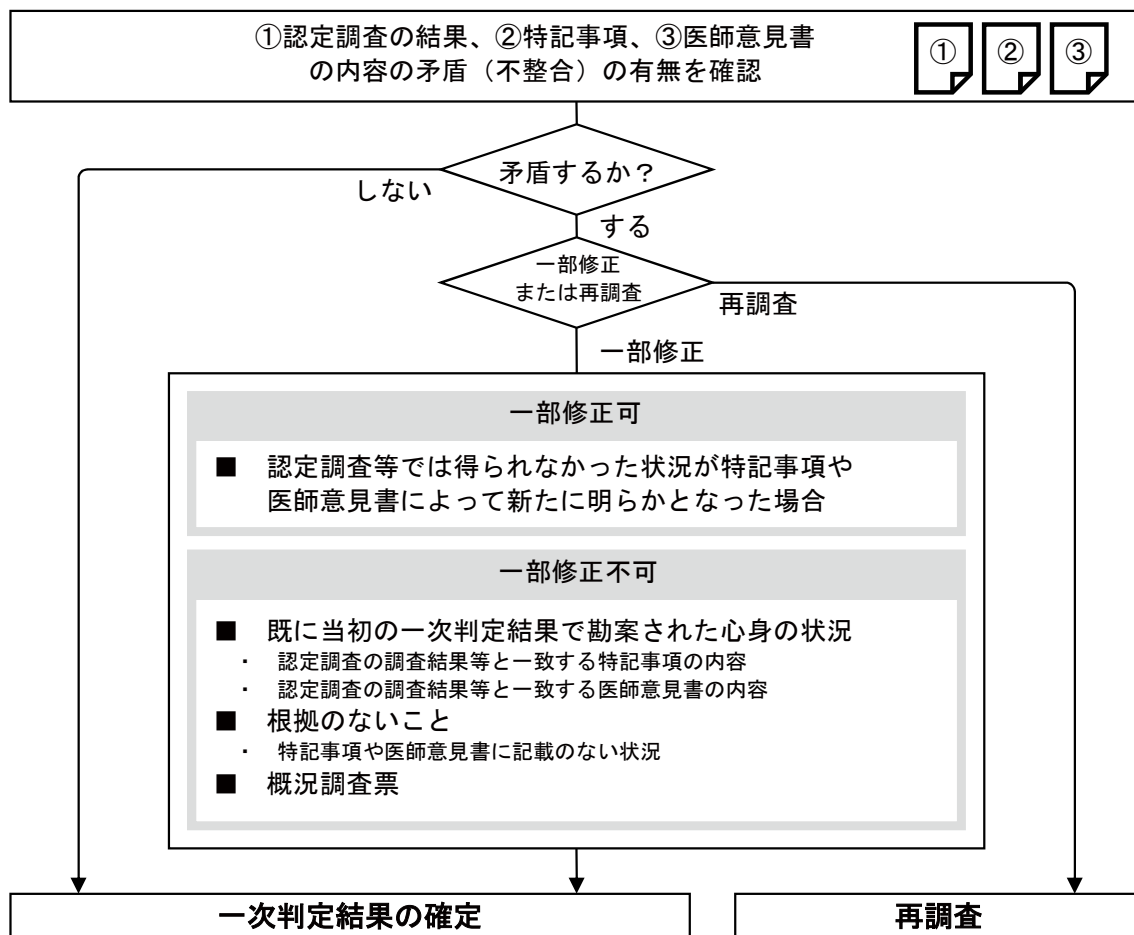 ①認定調査の結果、②特記事項、③医師意見書
の内容の矛盾（不整合）の有無を確認
① ② ③
矛盾するか？
しない
する
一部修正
または再調査
再調査
一部修正
一部修正可
■ 認定調査等では得られなかった状況が特記事項や
医師意見書によって新たに明らかとなった場合
一部修正不可
■ 既に当初の一次判定結果で勘案された心身の状況
・ 認定調査の調査結果等と一致する特記事項の内容
・ 認定調査の調査結果等と一致する医師意見書の内容
■ 根拠のないこと
・ 特記事項や医師意見書に記載のない状況
■ 概況調査票
一次判定結果の確定
再調査